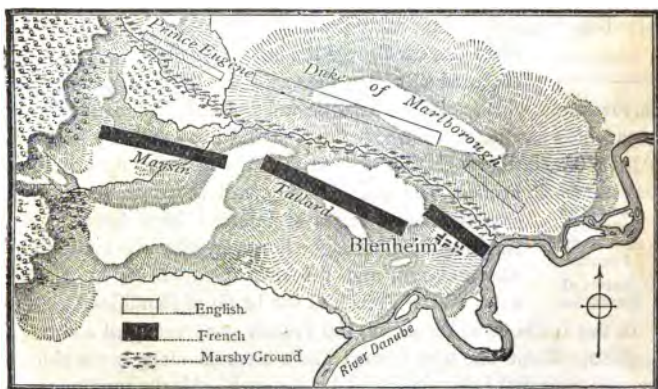 Prince Eugene
Duke of Marlborough
Marsin
Tallard
Blenheim
English
French
Marshy Ground
River Danube